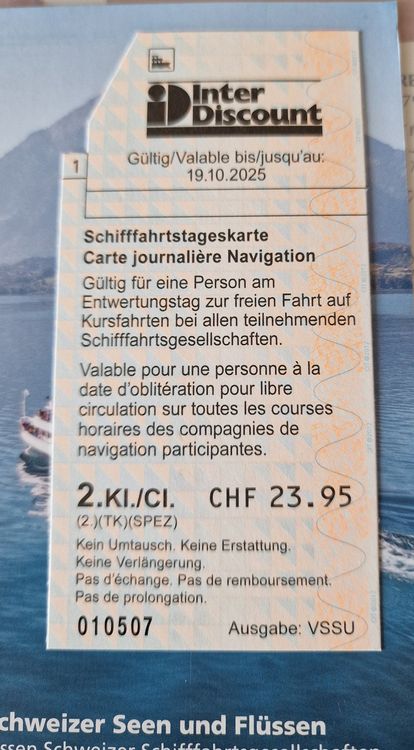 iD Inter
Discount
Gültig/Valable bis/jusqu'au:
19.10.2025
1
Schifffahrtstageskarte
Carte journalière Navigation
Gültig für eine Person am
Entwertungstag zur freien Fahrt auf
Kursfahrten bei allen teilnehmenden
Schifffahrtsgesellschaften.
Valable pour une personne à la
date d'oblitération pour libre
circulation sur toutes les courses
horaires des compagnies de
navigation participantes.
2.Kl./Cl. CHF 23.95
(2.)(TK)(SPEZ)
Kein Umtausch. Keine Erstattung.
Keine Verlängerung.
Pas d'échange. Pas de remboursement.
Pas de prolongation.
010507 Ausgabe: VSSU
chweizer Seen und Flüssen
ssen Schweizer Schifffahrtsgesellschaften